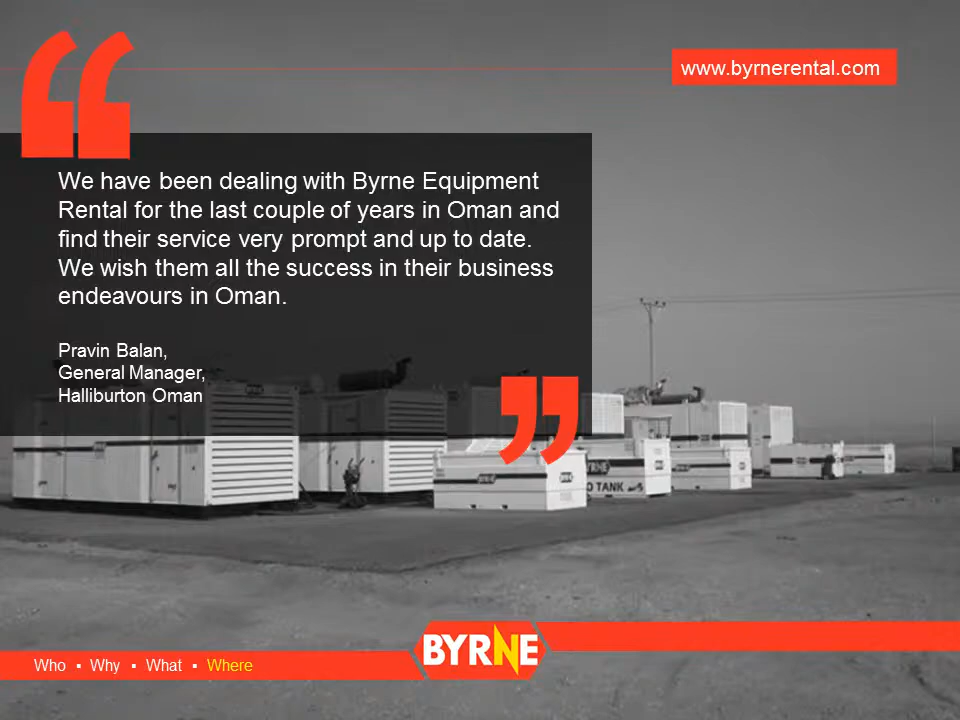 www.byrnerental.com
We have been dealing with Byrne Equipment
Rental for the last couple of years in Oman and
find their service very prompt and up to date.
We wish them all the success in their business
endeavours in Oman.
Pravin Balan,
General Manager,
Halliburton Oman
BYRNE
O TANK
BYRNE
Who ▪ Why ▪ What ▪ Where